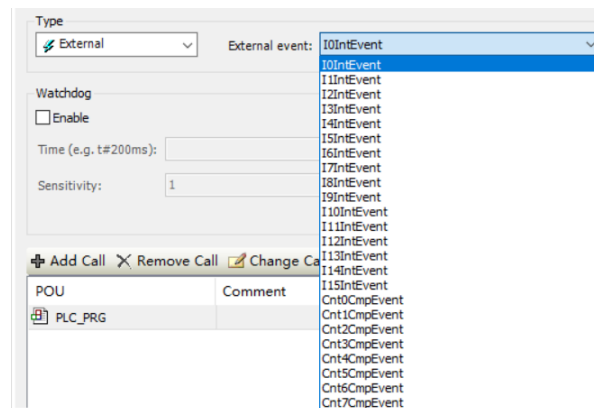 Type
External
External event: I0IntEvent
I0IntEvent
I1IntEvent
Watchdog
I2IntEvent
I3IntEvent
Enable
I4IntEvent
I5IntEvent
Time (e.g. t#200ms):
I6IntEvent
I7IntEvent
Sensitivity: 1
I8IntEvent
I9IntEvent
I10IntEvent
I11IntEvent
I12IntEvent
Add Call Remove Call Change Ca
I13IntEvent
I14IntEvent
I15IntEvent
POU Comment
Cnt0CmpEvent
Cnt1CmpEvent
PLC_PRG
Cnt2CmpEvent
Cnt3CmpEvent
Cnt4CmpEvent
Cnt5CmpEvent
Cnt6CmpEvent
Cnt7CmpEvent